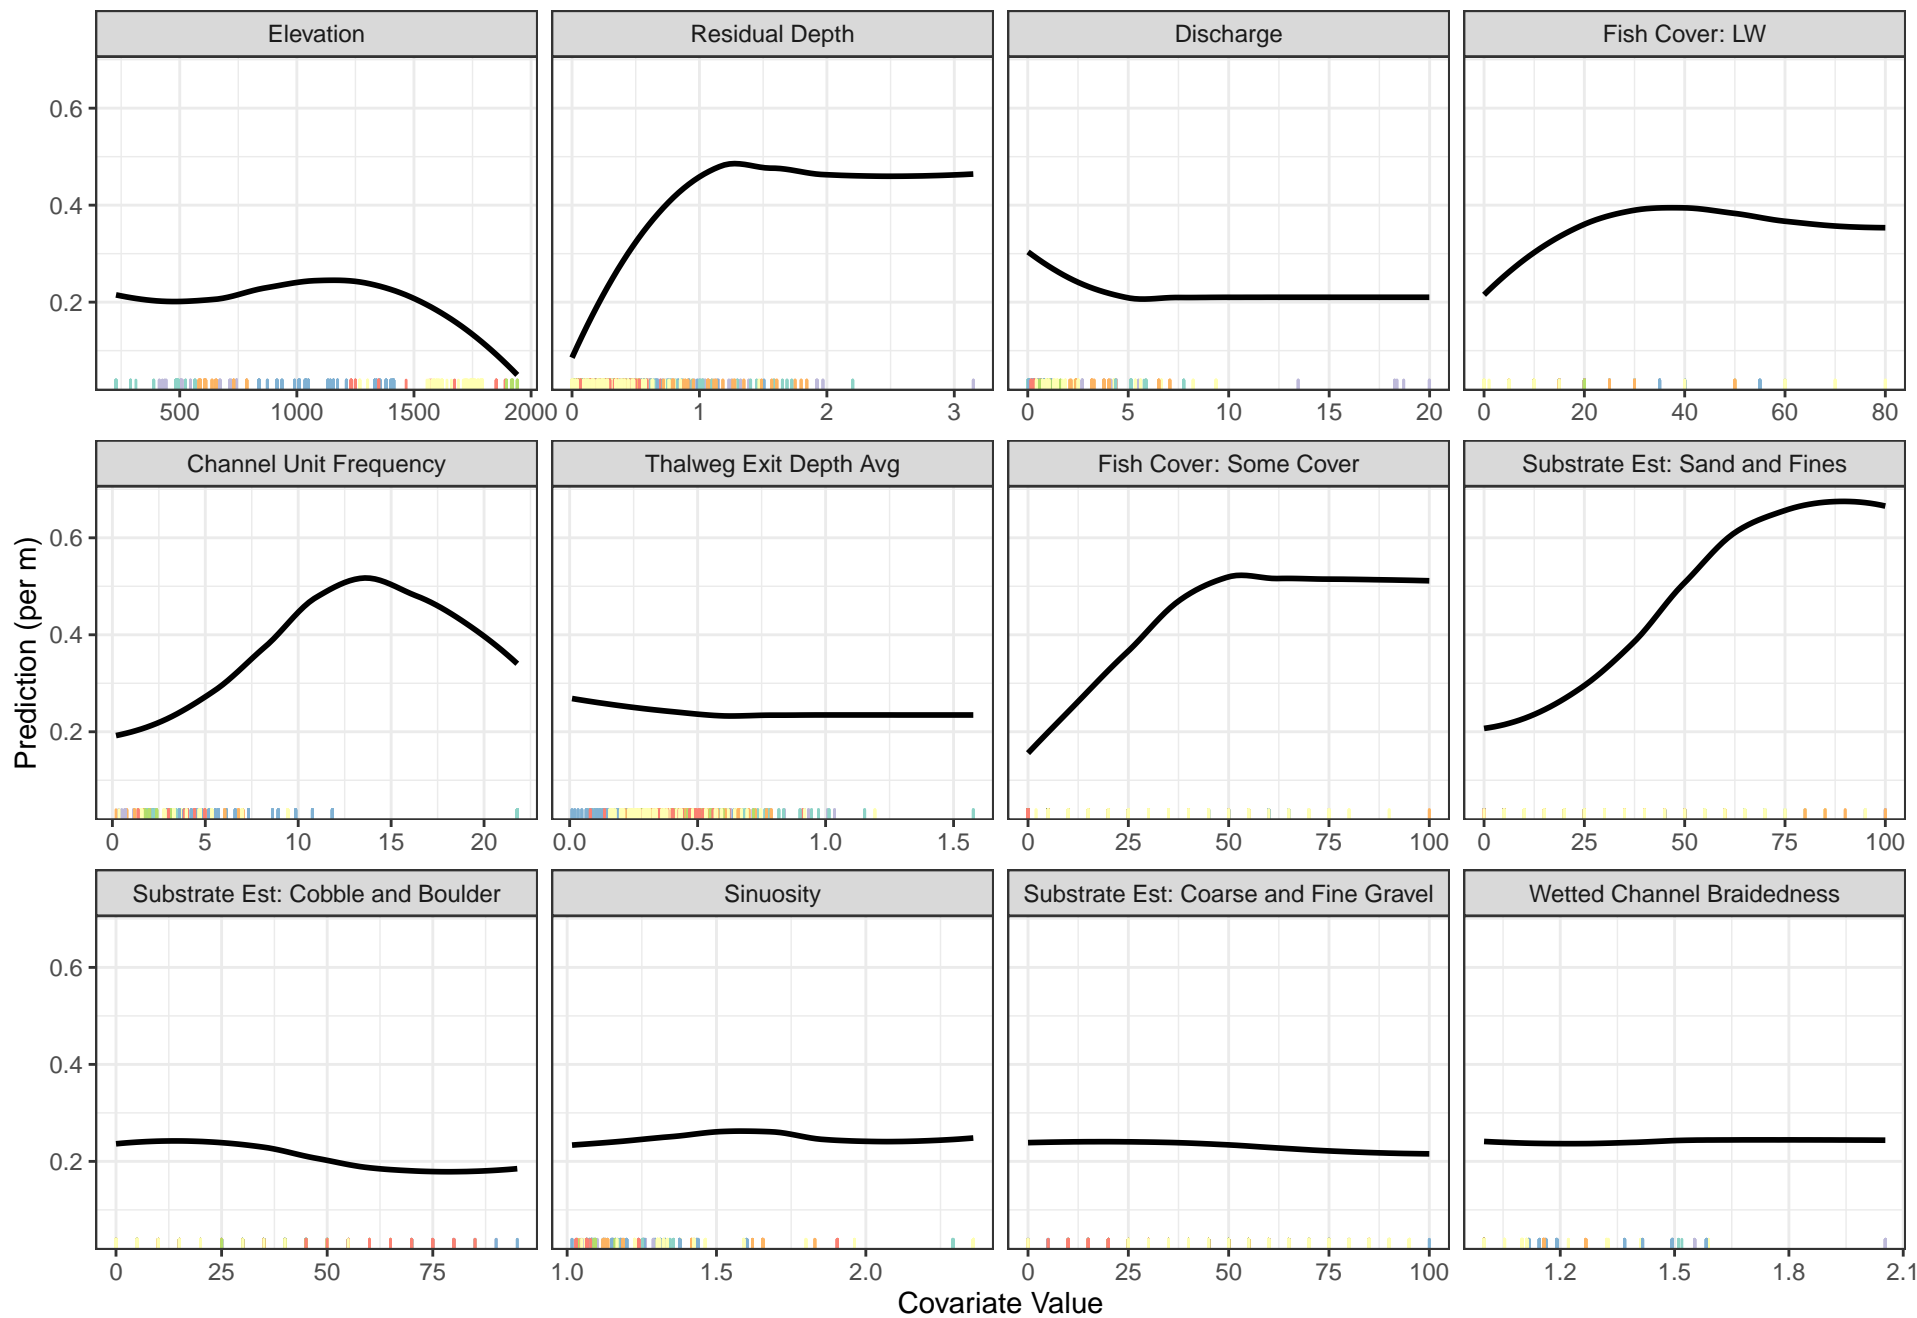 Elevation
Residual Depth
Discharge
Fish Cover: LW
0.6
0.4
0.2
500 1000 1500 2000
0 1 2 3
0 5 10 15 20
0 20 40 60 80
Channel Unit Frequency
Thalweg Exit Depth Avg
Fish Cover: Some Cover
Substrate Est: Sand and Fines
Prediction (per m)
0.6
0.4
0.2
0 5 10 15 20
0.0 0.5 1.0 1.5
0 25 50 75 100
0 25 50 75 100
Substrate Est: Cobble and Boulder
Sinuosity
Substrate Est: Coarse and Fine Gravel
Wetted Channel Braidedness
0.6
0.4
0.2
0 25 50 75
1.0 1.5 2.0
0 25 50 75 100
1.2 1.5 1.8 2.1
Covariate Value